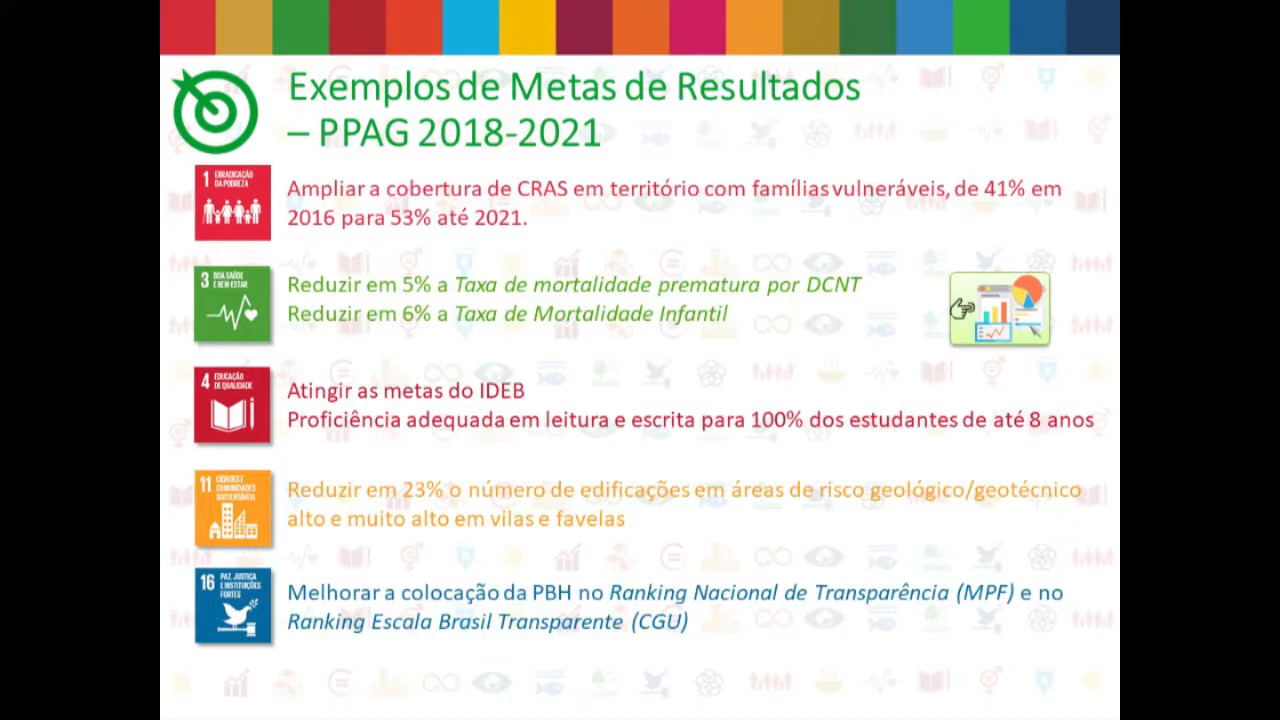 Exemplos de Metas de Resultados
– PPAG 2018-2021
1 ERRADICAÇÃO
DA POBREZA
Ampliar a cobertura de CRAS em território com famílias vulneráveis, de 41% em
2016 para 53% até 2021.
3 BOA SAÚDE
E BEM-ESTAR
Reduzir em 5% a Taxa de mortalidade prematura por DCNT
Reduzir em 6% a Taxa de Mortalidade Infantil
4 EDUCAÇÃO
DE QUALIDADE
Atingir as metas do IDEB
Proficiência adequada em leitura e escrita para 100% dos estudantes de até 8 anos
11 CIDADES E
COMUNIDADES
SUSTENTÁVEIS
Reduzir em 23% o número de edificações em áreas de risco geológico/geotécnico
alto e muito alto em vilas e favelas
16 PAZ, JUSTIÇA
E INSTITUIÇÕES
FORTES
Melhorar a colocação da PBH no Ranking Nacional de Transparência (MPF) e no
Ranking Escala Brasil Transparente (CGU)